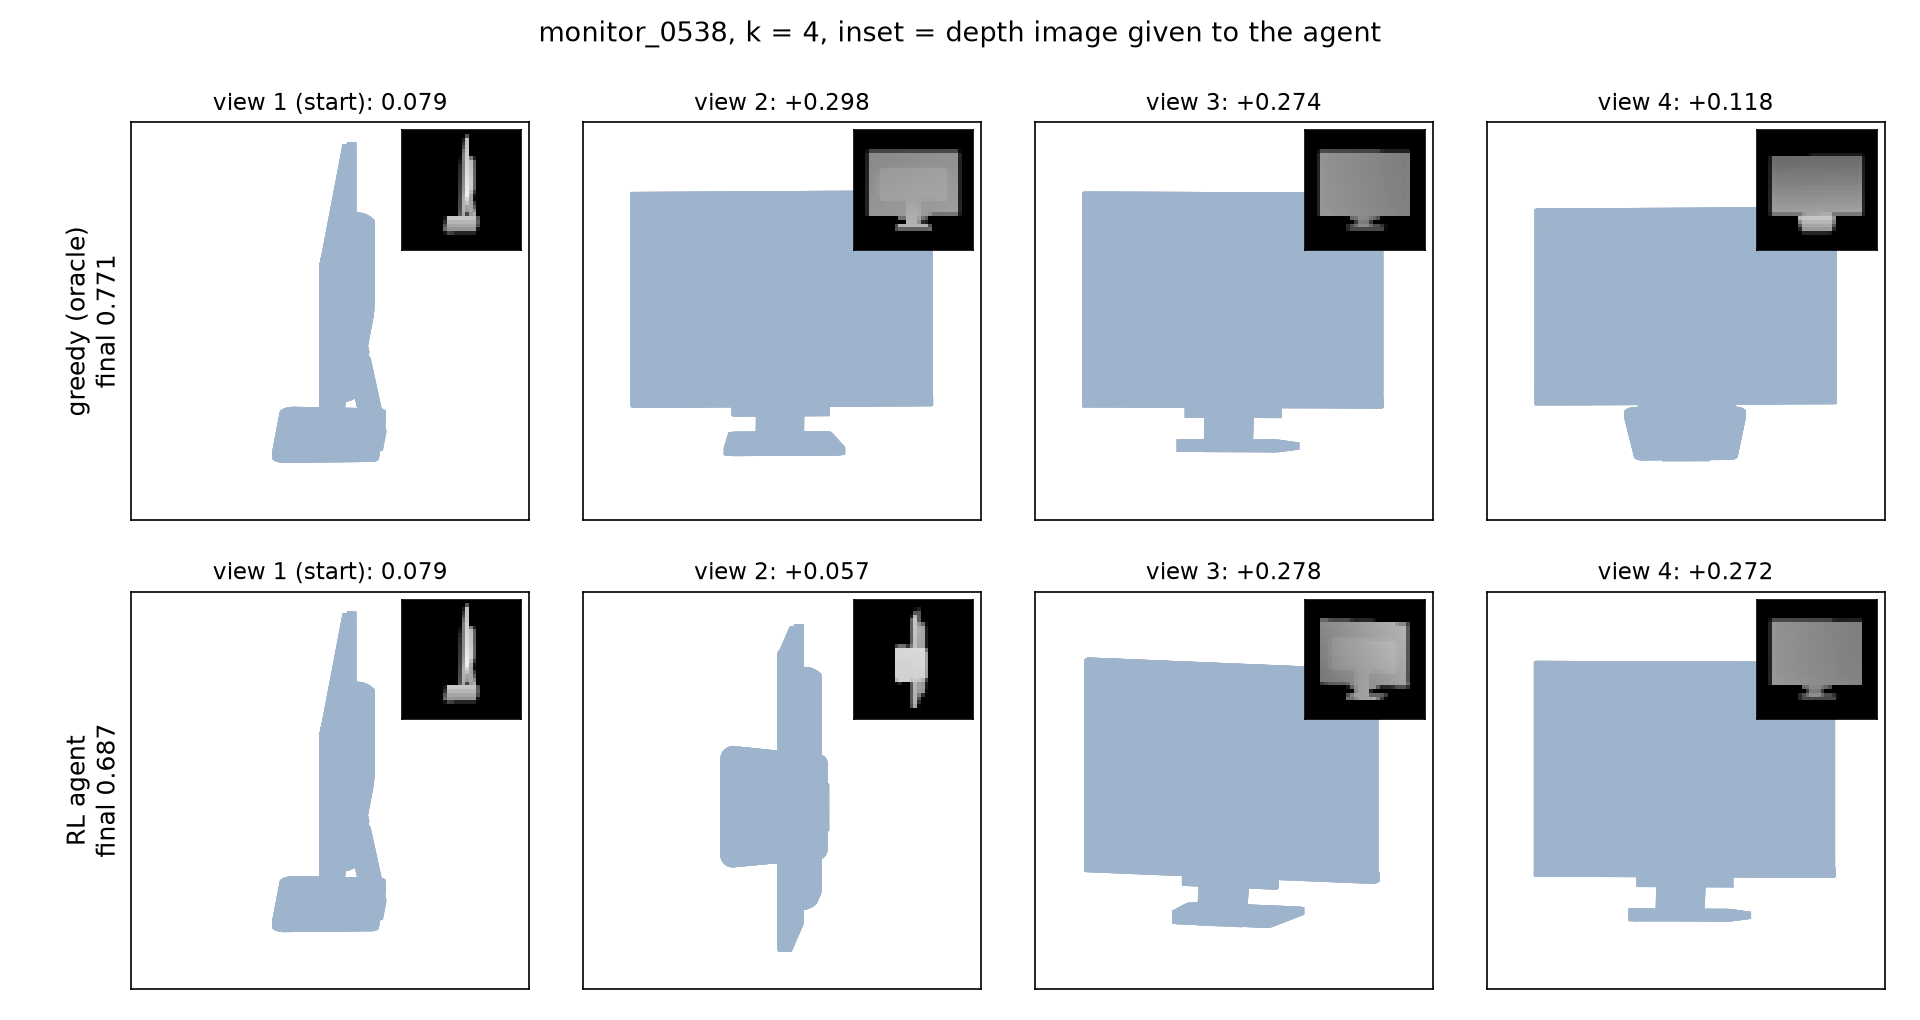 monitor_0538, k = 4, inset = depth image given to the agent
view 1 (start): 0.079
view 2: +0.298
view 3: +0.274
view 4: +0.118
greedy (oracle)
final 0.771
view 1 (start): 0.079
view 2: +0.057
view 3: +0.278
view 4: +0.272
RL agent
final 0.687